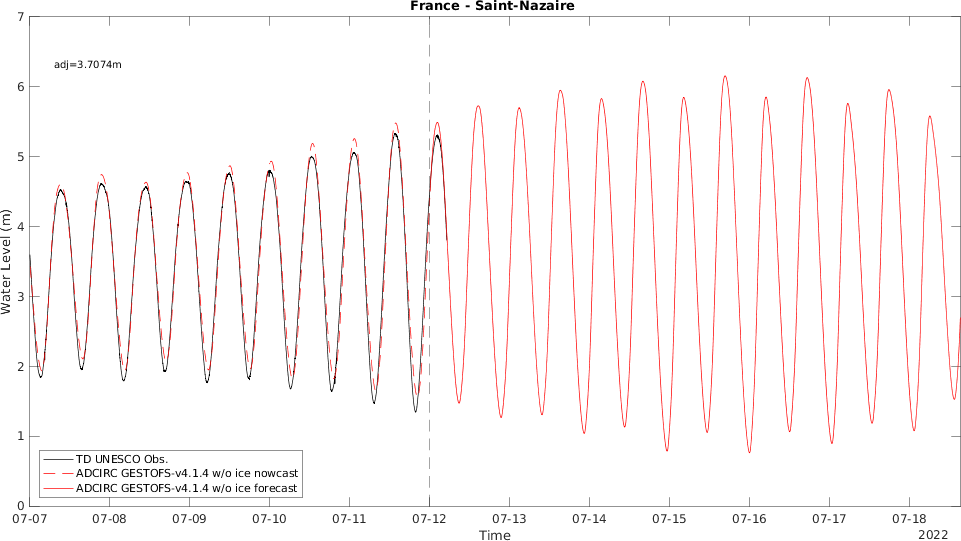 France - Saint-Nazaire
7
adj=3.7074m
6
5
4
3
2
1
0
Water Level (m)
TD UNESCO Obs.
ADCIRC GESTOFS-v4.1.4 w/o ice nowcast
ADCIRC GESTOFS-v4.1.4 w/o ice forecast
07-07 07-08 07-09 07-10 07-11 07-12 07-13 07-14 07-15 07-16 07-17 07-18
Time
2022